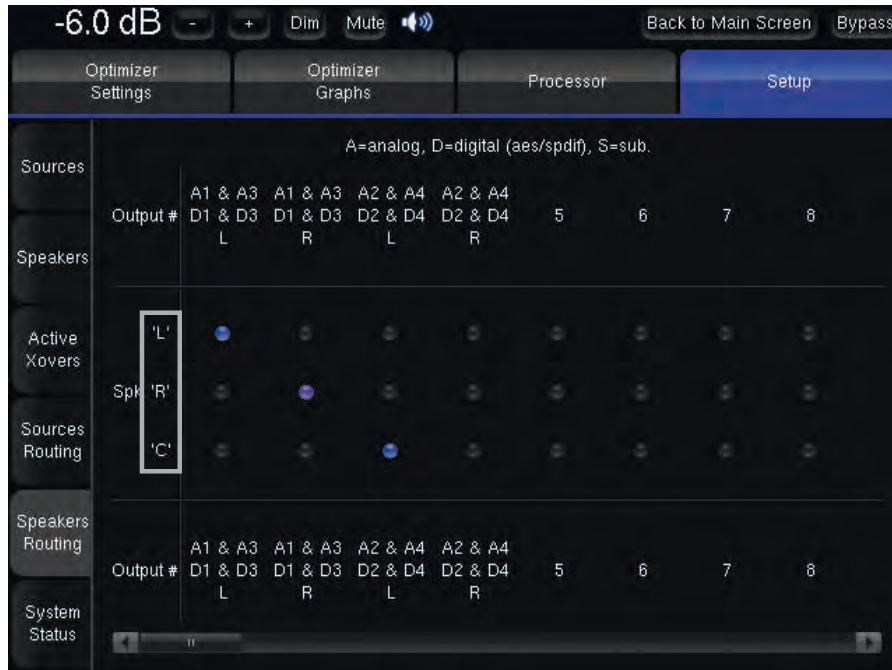 -6.0 dB - + Dim Mute Back to Main Screen Bypass
Optimizer Settings Optimizer Graphs Processor Setup
A=analog, D=digital (aes/spdif), S=sub.
Sources
Speakers
Active
Xovers
Sources
Routing
Speakers
Routing
System
Status
A1 & A3 A1 & A3 A2 & A4 A2 & A4
Output # D1 & D3 D1 & D3 D2 & D4 D2 & D4 5 6 7 8
L R L R
'L'
Spk 'R'
'C'
A1 & A3 A1 & A3 A2 & A4 A2 & A4
Output # D1 & D3 D1 & D3 D2 & D4 D2 & D4 5 6 7 8
L R L R